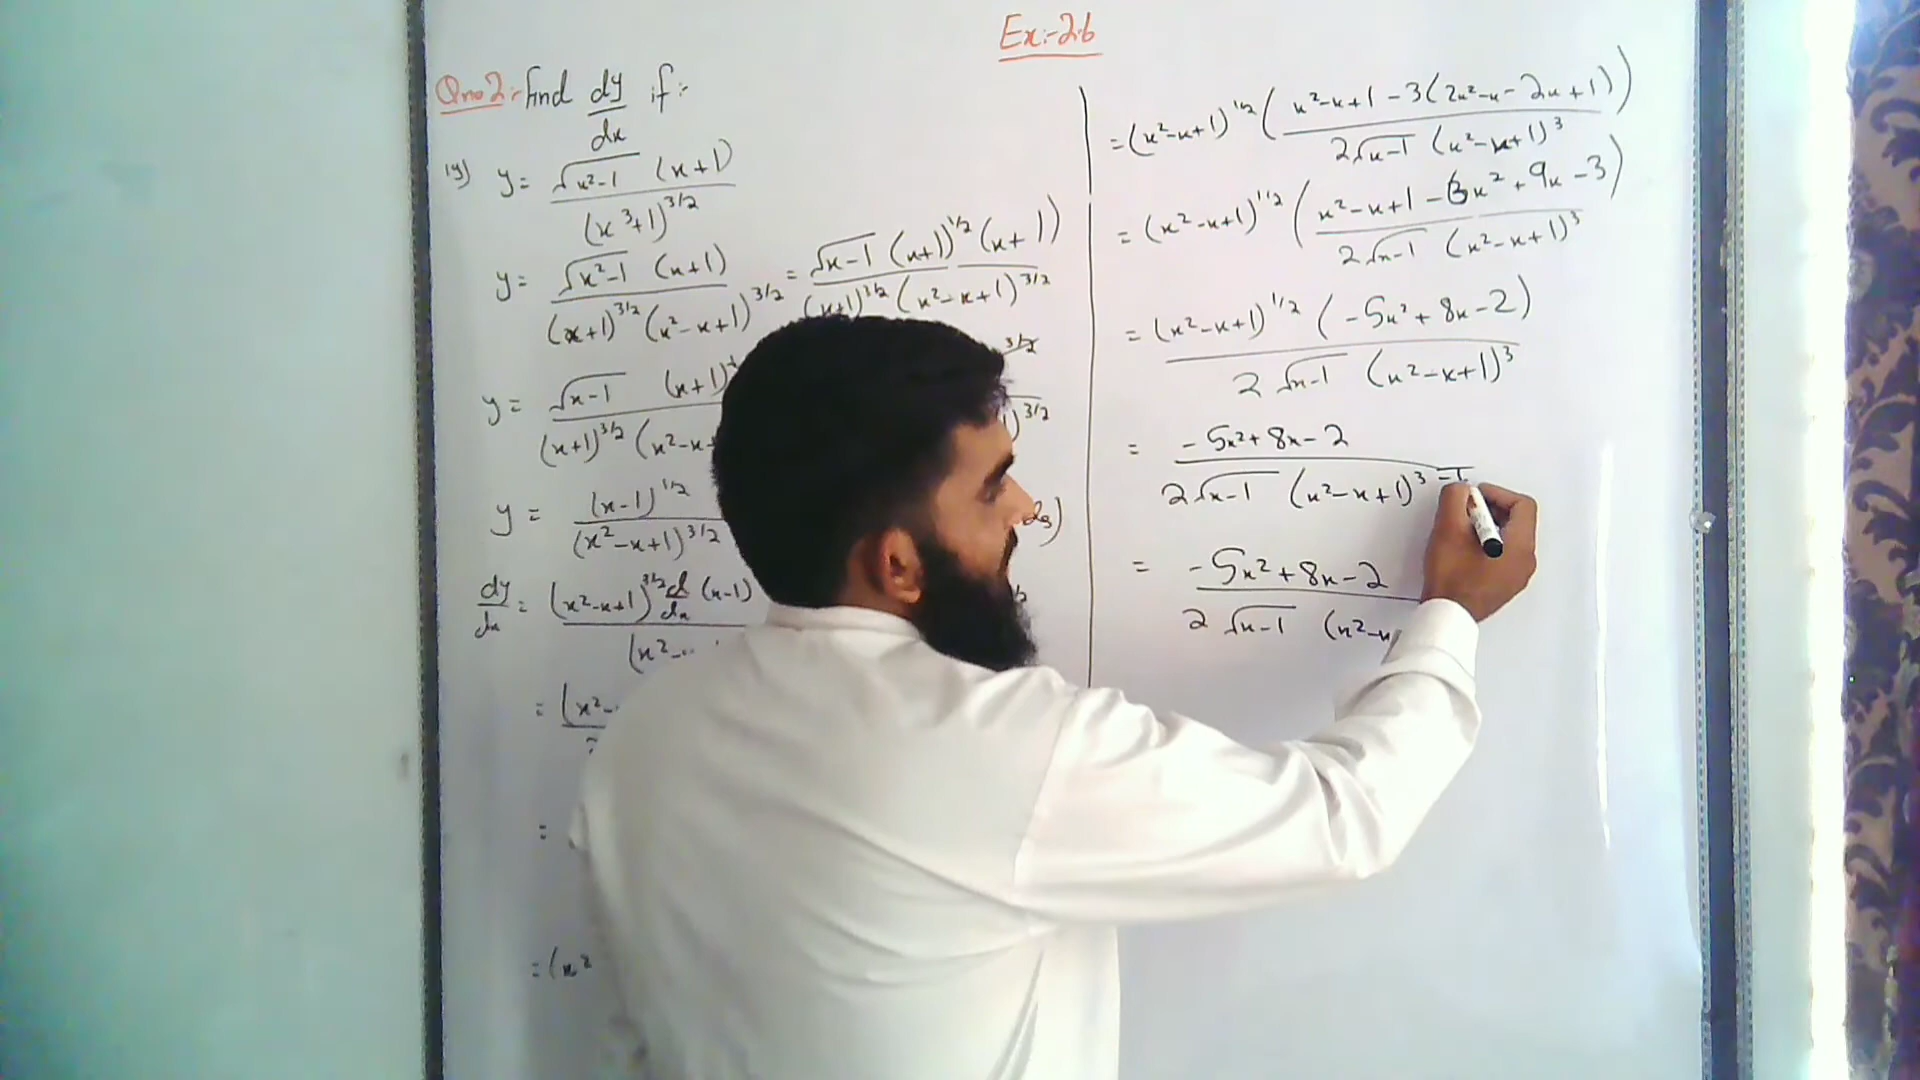 Ex:-2.6
Qno2:- find dy/dx if:-
y = √x²-1 (x+1) / (x³+1)^3/2
y = √x²-1 (x+1) / (x+1)^3/2 (x²-x+1)^3/2 = √x-1 (x+1)^1/2 (x+1) / (x+1)^3/2 (x²-x+1)^3/2
y = √x-1 (x+1) / (x+1)^3/2 (x²-x
3/2
)^3/2
y = (x-1)^1/2 / (x²-x+1)^3/2
dy/dx = (x²-x+1)^3/2 d/dx (x-1) / (x²-
= (x²-
=
= (x²
= (x²-x+1)^1/2 ( x²-x+1-3(2x²-x-2x+1) / 2√x-1 (x²-x+1)³ )
= (x²-x+1)^1/2 ( x²-x+1-6x²+9x-3 / 2√x-1 (x²-x+1)³ )
= (x²-x+1)^1/2 (-5x²+8x-2) / 2√x-1 (x²-x+1)³
= -5x²+8x-2 / 2√x-1 (x²-x+1)^3-1
= -5x²+8x-2 / 2√x-1 (x²-x